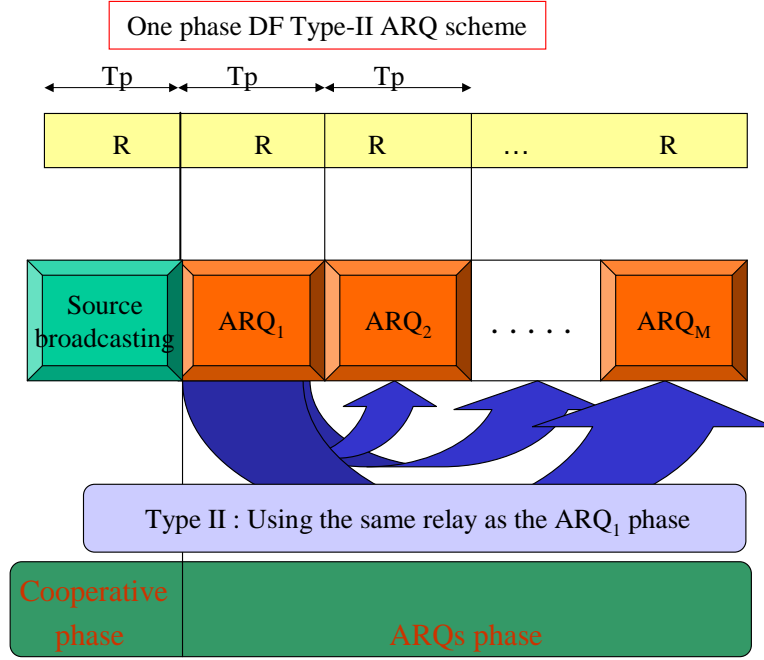 One phase DF Type-II ARQ scheme
Tp Tp Tp
R R R ... R
Source
broadcasting
ARQ₁
ARQ₂
. . . . .
ARQ_M
Type II : Using the same relay as the ARQ₁ phase
Cooperative
phase
ARQs phase